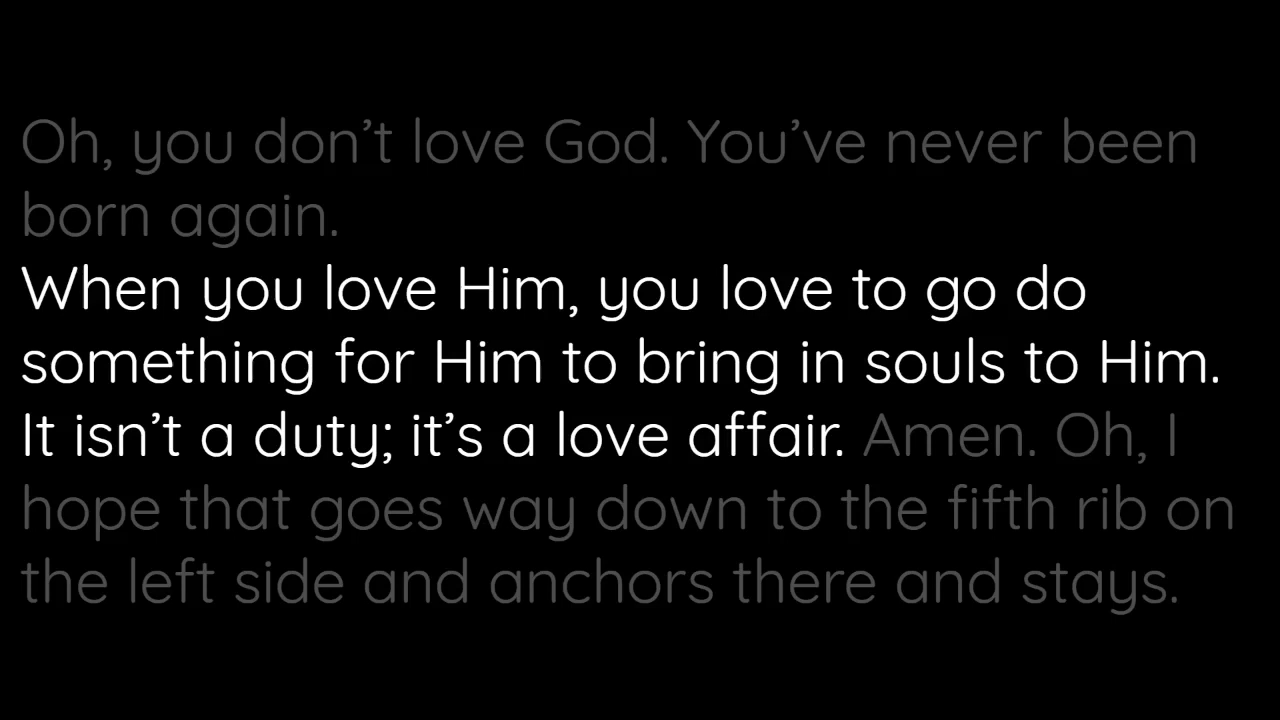 Oh, you don’t love God. You’ve never been
born again.
When you love Him, you love to go do
something for Him to bring in souls to Him.
It isn’t a duty; it’s a love affair. Amen. Oh, I
hope that goes way down to the fifth rib on
the left side and anchors there and stays.